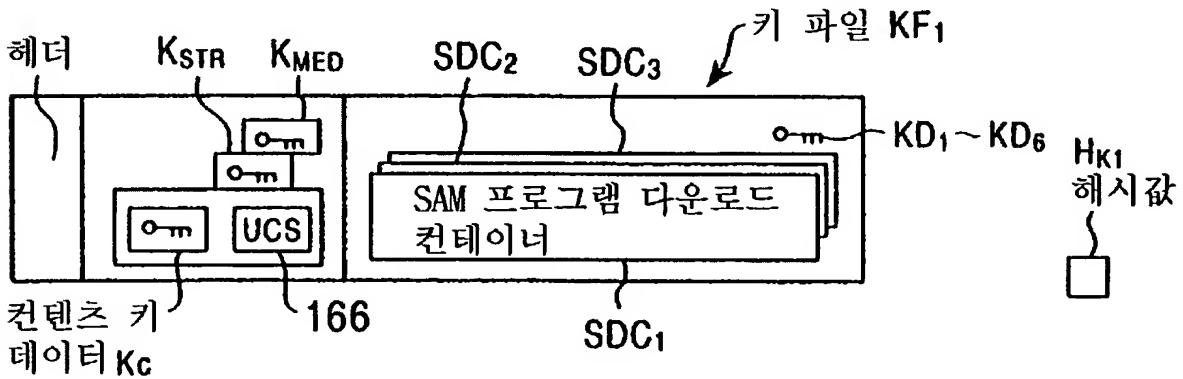 키 파일 KF1
헤더
KSTR
KMED
SDC2
SDC3
KD1~KD6
HK1
해시값
SAM 프로그램 다운로드
컨테이너
UCS
컨텐츠 키
데이터 Kc
166
SDC1